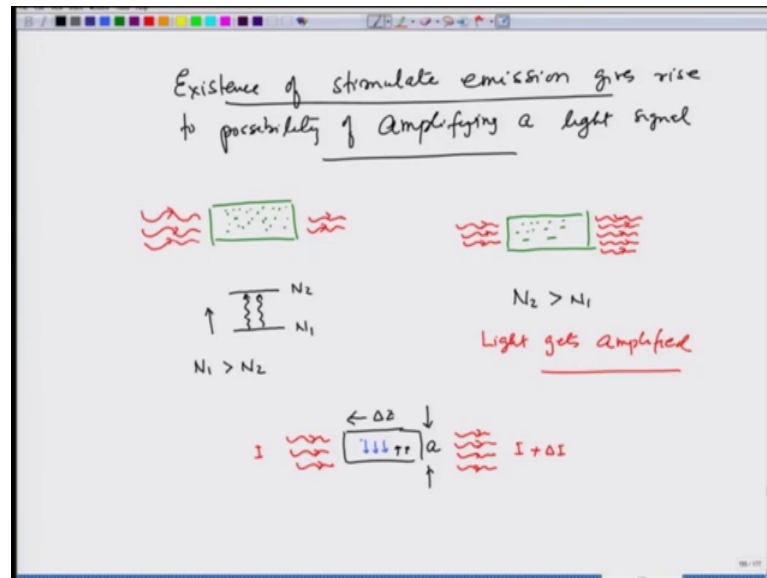 Existence of stimulate emission gives rise
to possibility of amplifying a light signal
N2
N1
N1 > N2
N2 > N1
Light gets amplified
← Δz ↓
I a I + ΔI
↑